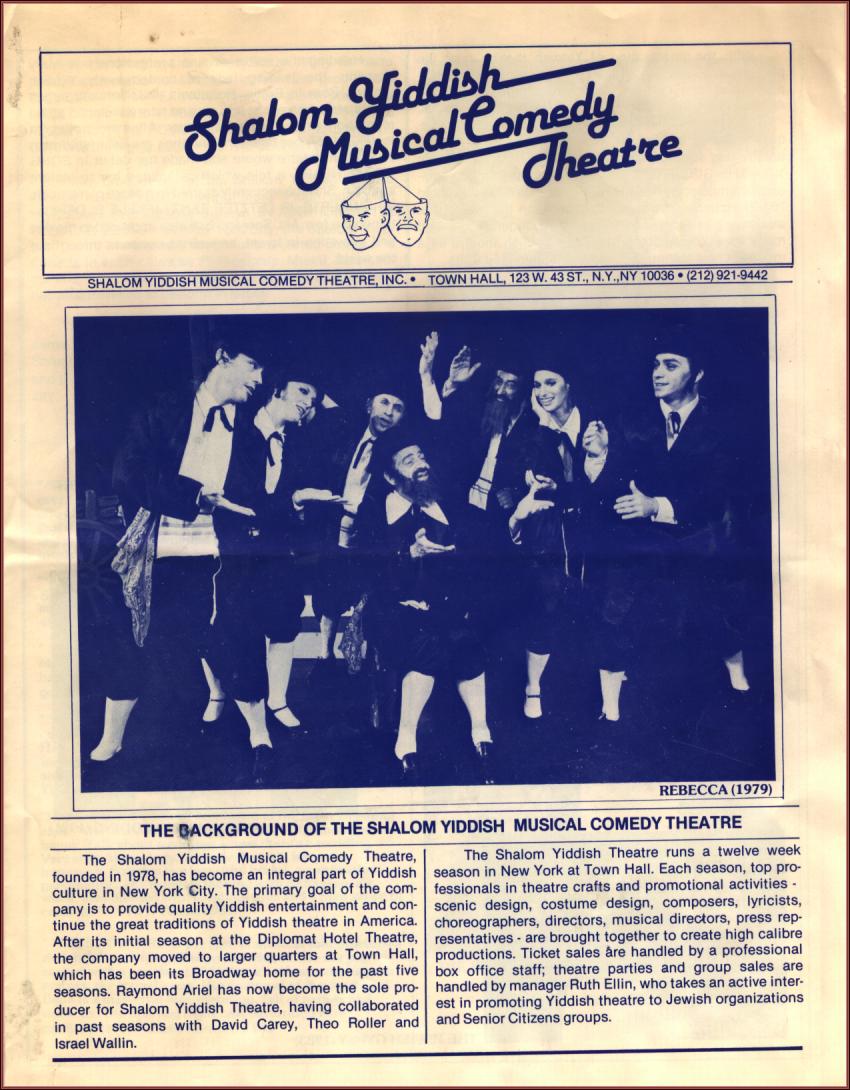 Shalom Yiddish
Musical Comedy
Theatre
SHALOM YIDDISH MUSICAL COMEDY THEATRE, INC. • TOWN HALL, 123 W. 43 ST., N.Y.,NY 10036 • (212) 921-9442
REBECCA (1979)
THE BACKGROUND OF THE SHALOM YIDDISH MUSICAL COMEDY THEATRE
The Shalom Yiddish Musical Comedy Theatre,
founded in 1978, has become an integral part of Yiddish
culture in New York City. The primary goal of the com-
pany is to provide quality Yiddish entertainment and con-
tinue the great traditions of Yiddish theatre in America.
After its initial season at the Diplomat Hotel Theatre,
the company moved to larger quarters at Town Hall,
which has been its Broadway home for the past five
seasons. Raymond Ariel has now become the sole pro-
ducer for Shalom Yiddish Theatre, having collaborated
in past seasons with David Carey, Theo Roller and
Israel Wallin.
The Shalom Yiddish Theatre runs a twelve week
season in New York at Town Hall. Each season, top pro-
fessionals in theatre crafts and promotional activities -
scenic design, costume design, composers, lyricists,
choreographers, directors, musical directors, press rep-
resentatives - are brought together to create high calibre
productions. Ticket sales are handled by a professional
box office staff; theatre parties and group sales are
handled by manager Ruth Ellin, who takes an active inter-
est in promoting Yiddish theatre to Jewish organizations
and Senior Citizens groups.